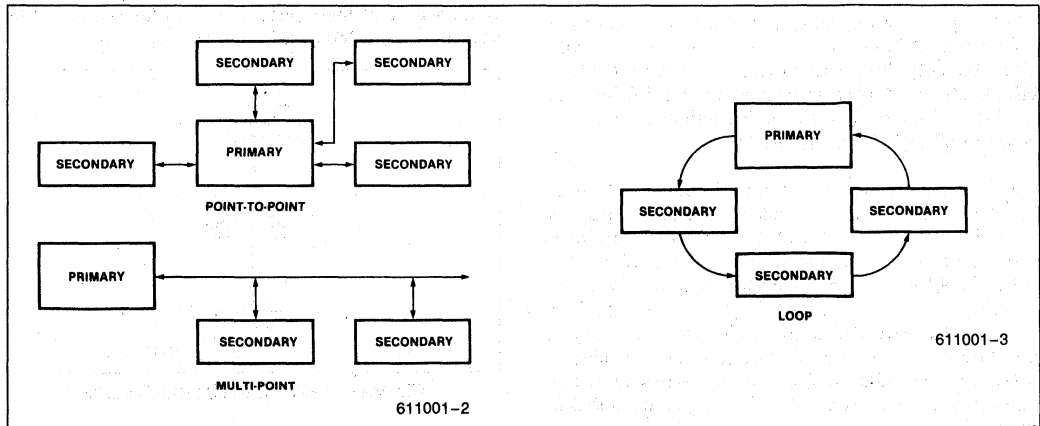 SECONDARY
SECONDARY
SECONDARY
PRIMARY
SECONDARY
POINT-TO-POINT
PRIMARY
SECONDARY
SECONDARY
MULTI-POINT
611001–2
PRIMARY
SECONDARY
SECONDARY
SECONDARY
LOOP
611001–3